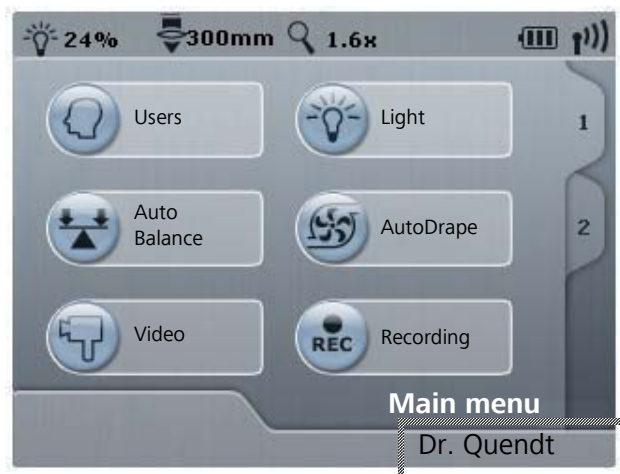 24% 300mm 1.6x
Users
Light
1
Auto
Balance
AutoDrape
2
Video
REC
Recording
Main menu
Dr. Quendt